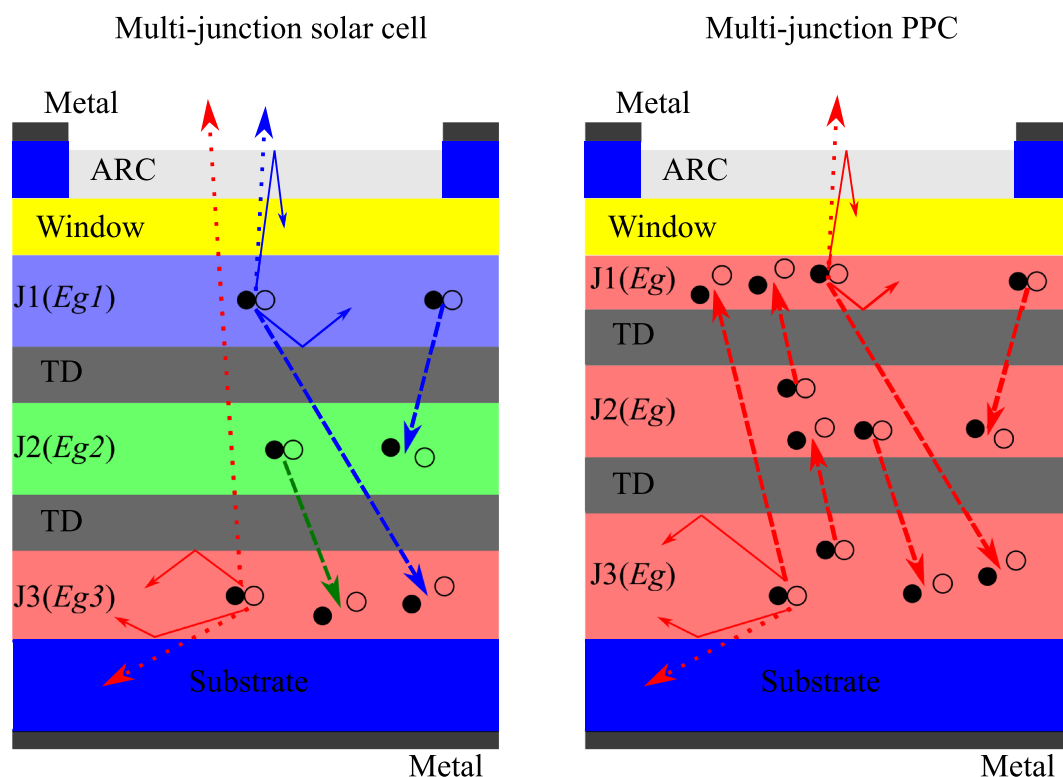 Multi-junction solar cell
Metal
ARC
Window
J1(Eg1)
TD
J2(Eg2)
TD
J3(Eg3)
Substrate
Metal
Multi-junction PPC
Metal
ARC
Window
J1(Eg)
TD
J2(Eg)
TD
J3(Eg)
Substrate
Metal